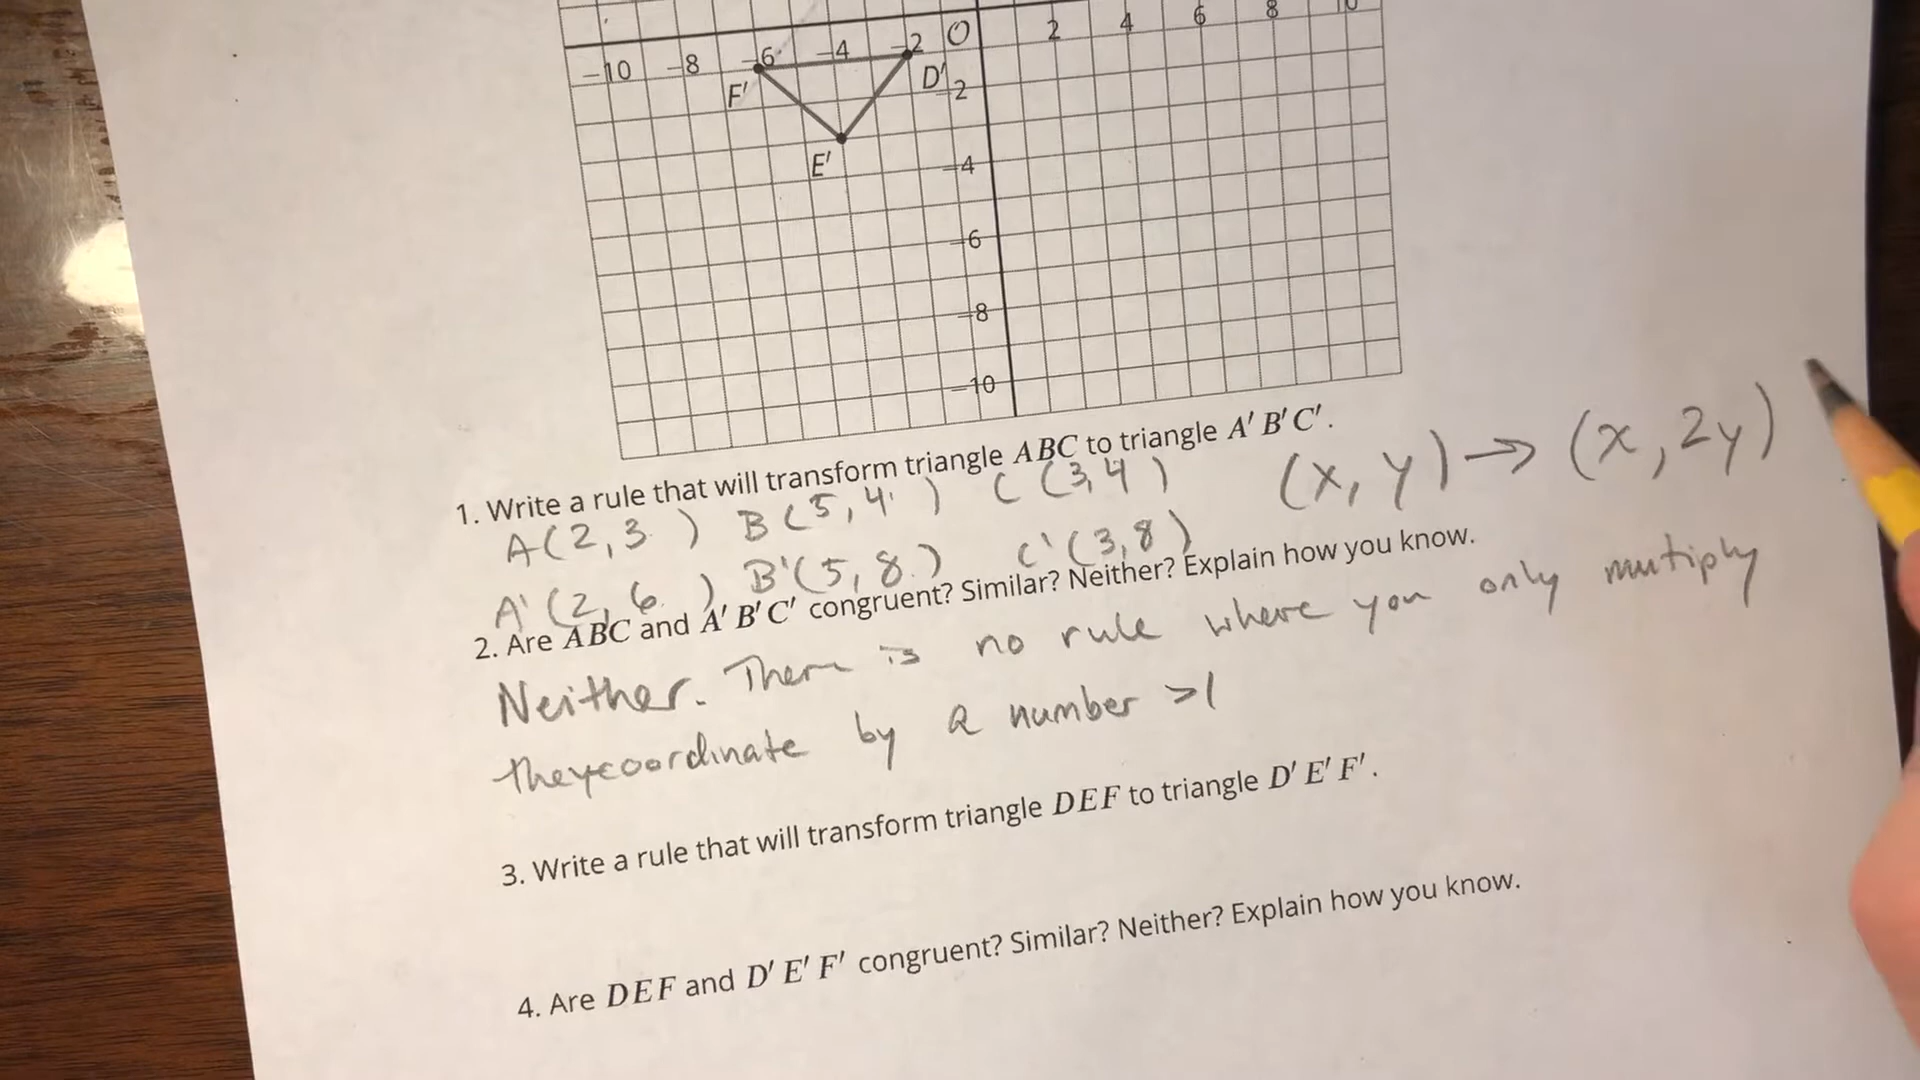 2 4 6 8 10
-10 -8 -6 -4 -2 O
F' D' -2
E' -4
-6
-8
-10
1. Write a rule that will transform triangle ABC to triangle A'B'C'.
A(2,3) B(5,4) C(3,4) (x, y) → (x, 2y)
A'(2,6) B'(5,8) C'(3,8)
2. Are ABC and A'B'C' congruent? Similar? Neither? Explain how you know.
Neither. There is no rule where you only mutiply
the y coordinate by a number >1
3. Write a rule that will transform triangle DEF to triangle D'E'F'.
4. Are DEF and D'E'F' congruent? Similar? Neither? Explain how you know.